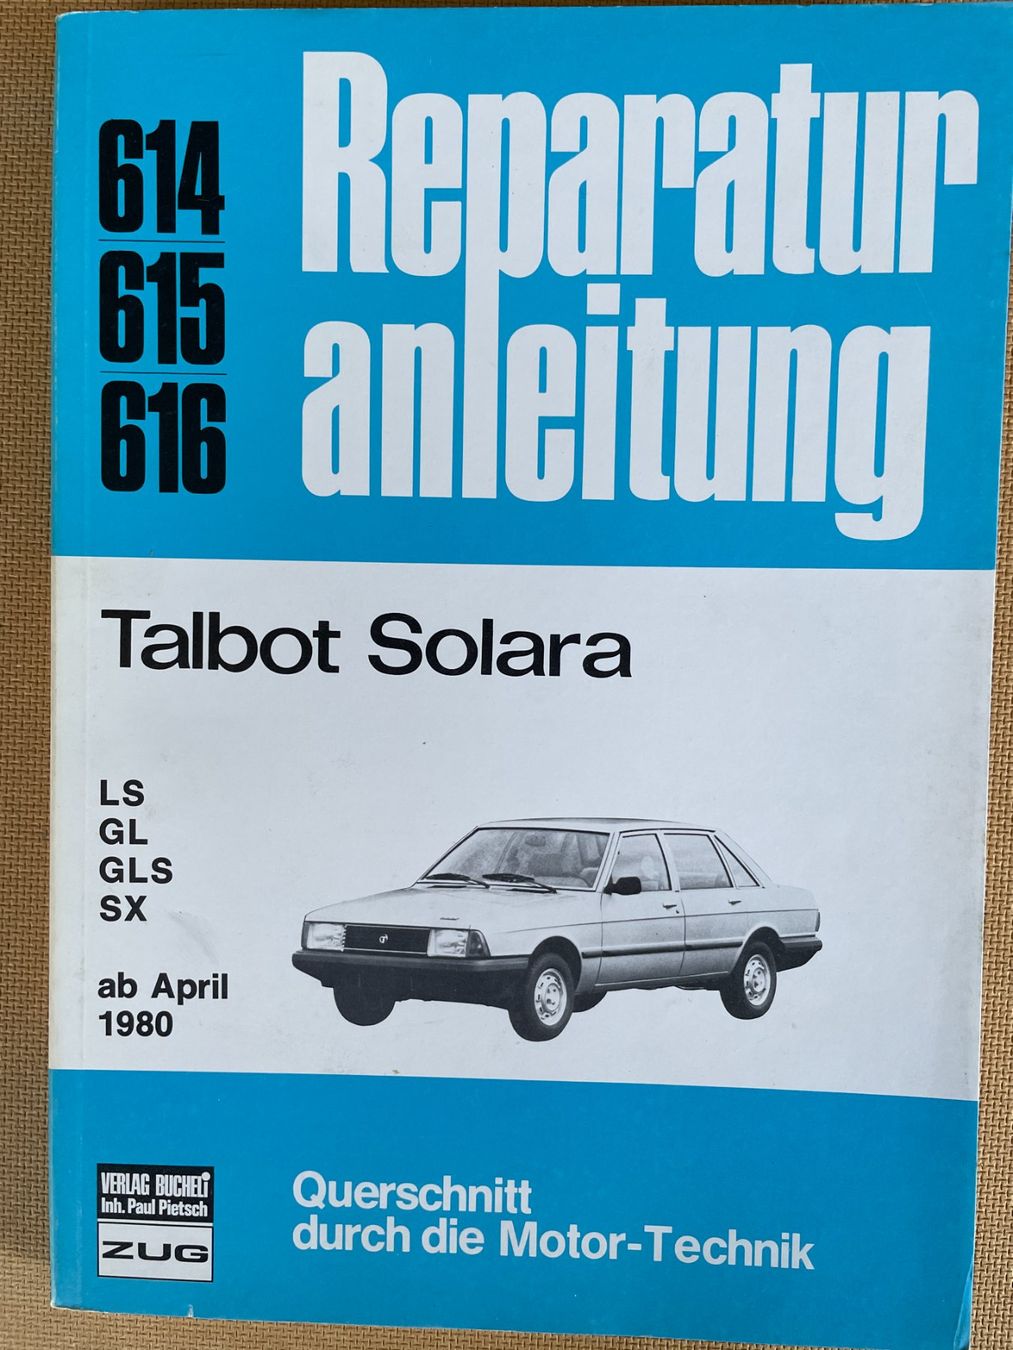 614
615
616
Reparatur
anleitung
Talbot Solara
LS
GL
GLS
SX
ab April
1980
VERLAG BUCHELI
Inh. Paul Pietsch
ZUG
Querschnitt
durch die Motor-Technik